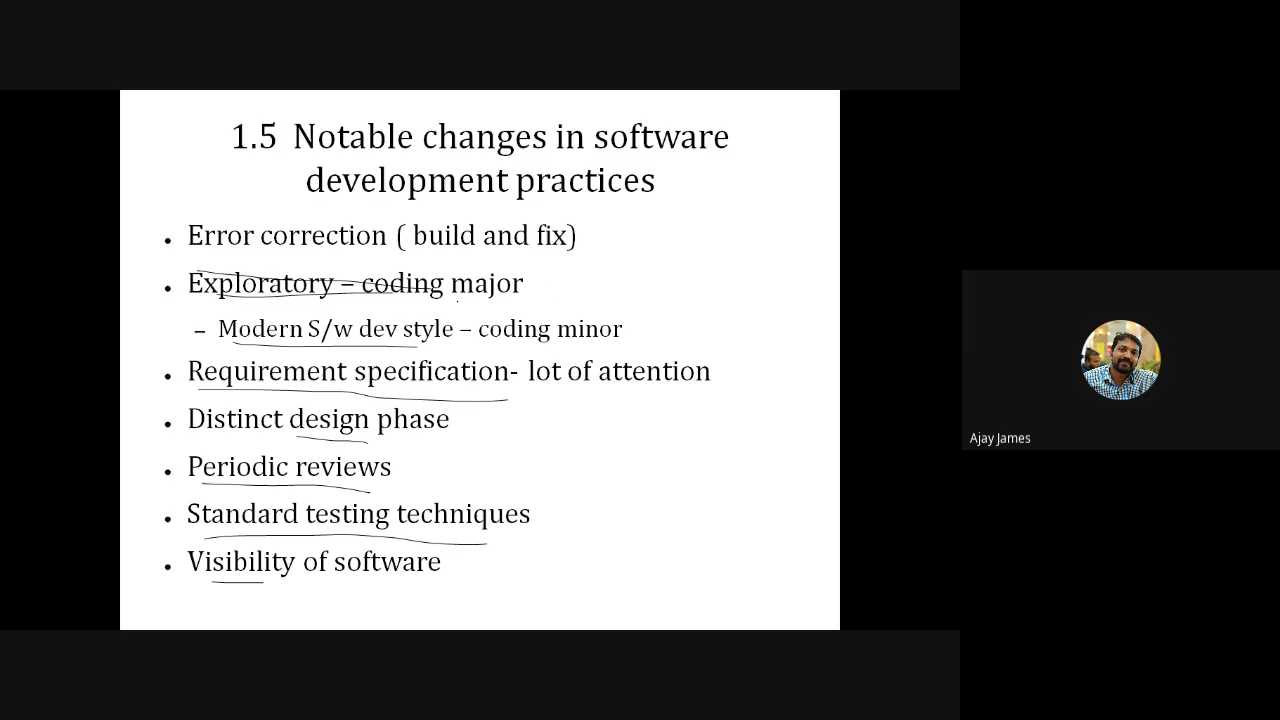 1.5 Notable changes in software
development practices
• Error correction ( build and fix)
• Exploratory – coding major
– Modern S/w dev style – coding minor
• Requirement specification- lot of attention
• Distinct design phase
• Periodic reviews
• Standard testing techniques
• Visibility of software
Ajay James